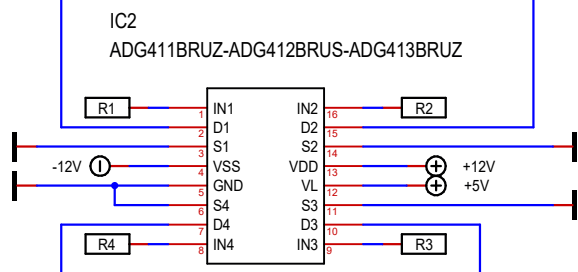 IC2
ADG411BRUZ-ADG412BRUS-ADG413BRUZ
R1 1 IN1 IN2 16 R2
2 D1 D2 15
3 S1 S2 14
-12V 4 VSS VDD 13 +12V
5 GND VL 12 +5V
6 S4 S3 11
7 D4 D3 10
R4 8 IN4 IN3 9 R3